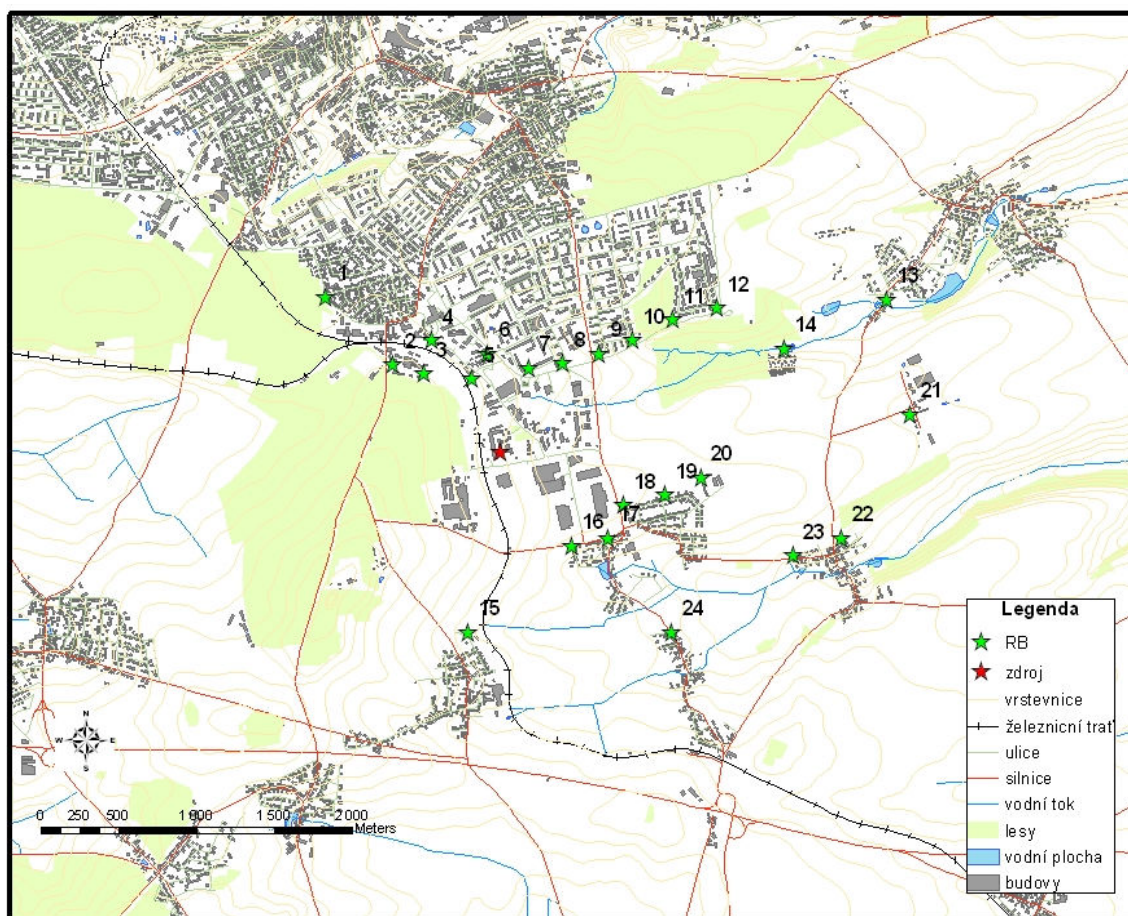 1
2
3
4
5
6
7
8
9
10
11
12
13
14
15
16
17
18
19
20
21
22
23
24
N
W
E
S
0 250 500 1 000 1 500 2 000
Meters
Legenda
RB
zdroj
vrstevnice
železnicní trať
ulice
silnice
vodní tok
lesy
vodní plocha
budovy